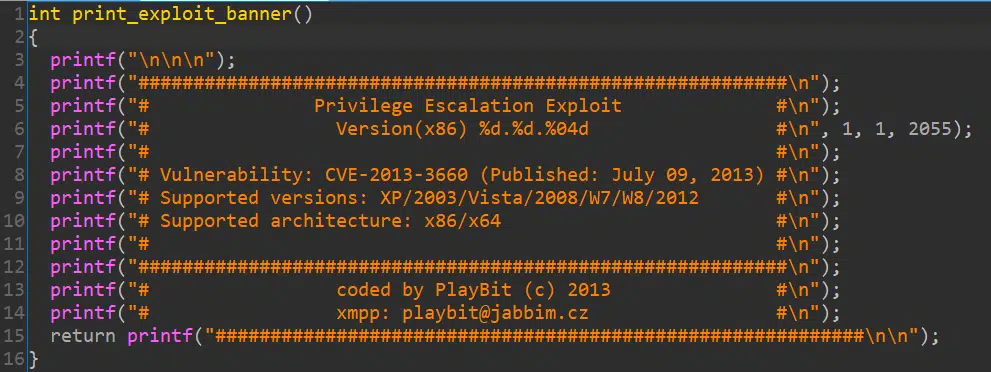 1 int print_exploit_banner()
2 {
3   printf("\n\n\n");
4   printf("###########################################################\n");
5   printf("#               Privilege Escalation Exploit              #\n");
6   printf("#                 Version(x86) %d.%d.%04d                 #\n", 1, 1, 2055);
7   printf("#                                                         #\n");
8   printf("# Vulnerability: CVE-2013-3660 (Published: July 09, 2013) #\n");
9   printf("# Supported versions: XP/2003/Vista/2008/W7/W8/2012       #\n");
10   printf("# Supported architecture: x86/x64                         #\n");
11   printf("#                                                         #\n");
12   printf("###########################################################\n");
13   printf("#                 coded by PlayBit (c) 2013               #\n");
14   printf("#                 xmpp: playbit@jabbim.cz                 #\n");
15   return printf("###########################################################\n\n");
16 }